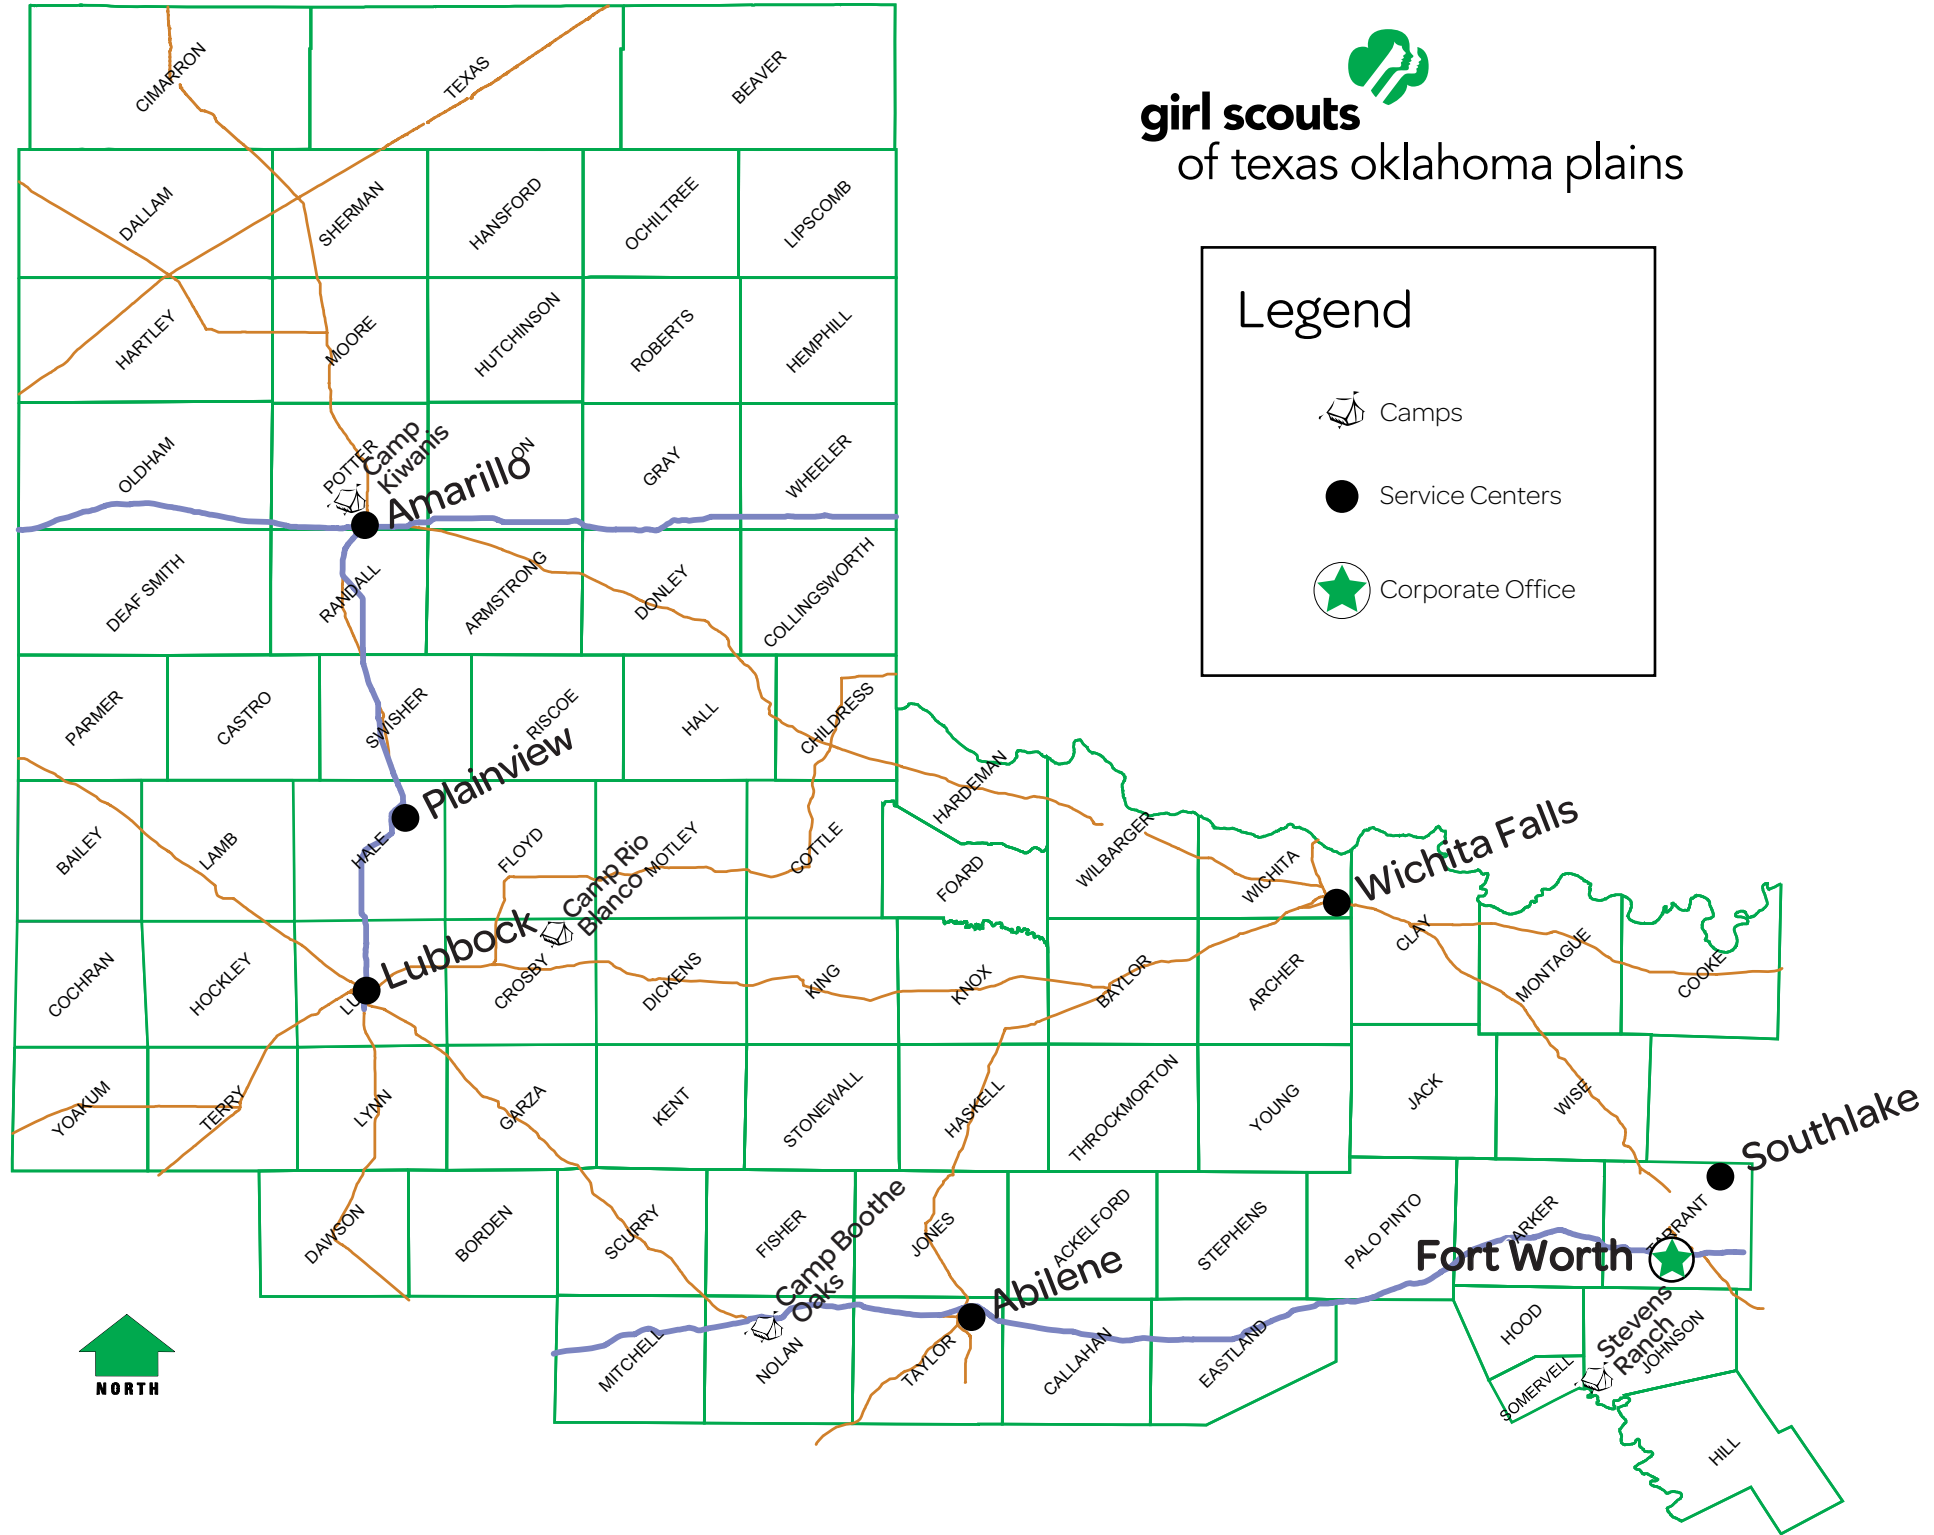 girl scouts
of texas oklahoma plains
Legend
Camps
Service Centers
Corporate Office
CIMARRON
TEXAS
BEAVER
DALLAM
SHERMAN
HANSFORD
OCHILTREE
LIPSCOMB
HARTLEY
MOORE
HUTCHINSON
ROBERTS
HEMPHILL
OLDHAM
POTTER
Camp
Kiwanis
Amarillo
ON
GRAY
WHEELER
DEAF SMITH
RANDALL
ARMSTRONG
DONLEY
COLLINGSWORTH
PARMER
CASTRO
SWISHER
RISCOE
HALL
CHILDRESS
Plainview
HARDEMAN
BAILEY
LAMB
HALE
FLOYD
Camp Rio
Blanco
MOTLEY
COTTLE
FOARD
WILBARGER
WICHITA
Wichita Falls
COCHRAN
HOCKLEY
LU
Lubbock
CROSBY
DICKENS
KING
KNOX
BAYLOR
ARCHER
CLAY
MONTAGUE
COOKE
YOAKUM
TERRY
LYNN
GARZA
KENT
STONEWALL
HASKELL
THROCKMORTON
YOUNG
JACK
WISE
Southlake
DAWSON
BORDEN
SCURRY
FISHER
Camp Boothe
Oaks
JONES
ACKELFORD
STEPHENS
PALO PINTO
ARKER
TARRANT
Fort Worth
Abilene
MITCHELL
NOLAN
TAYLOR
CALLAHAN
EASTLAND
HOOD
Stevens
Ranch
JOHNSON
SOMERVELL
HILL
NORTH